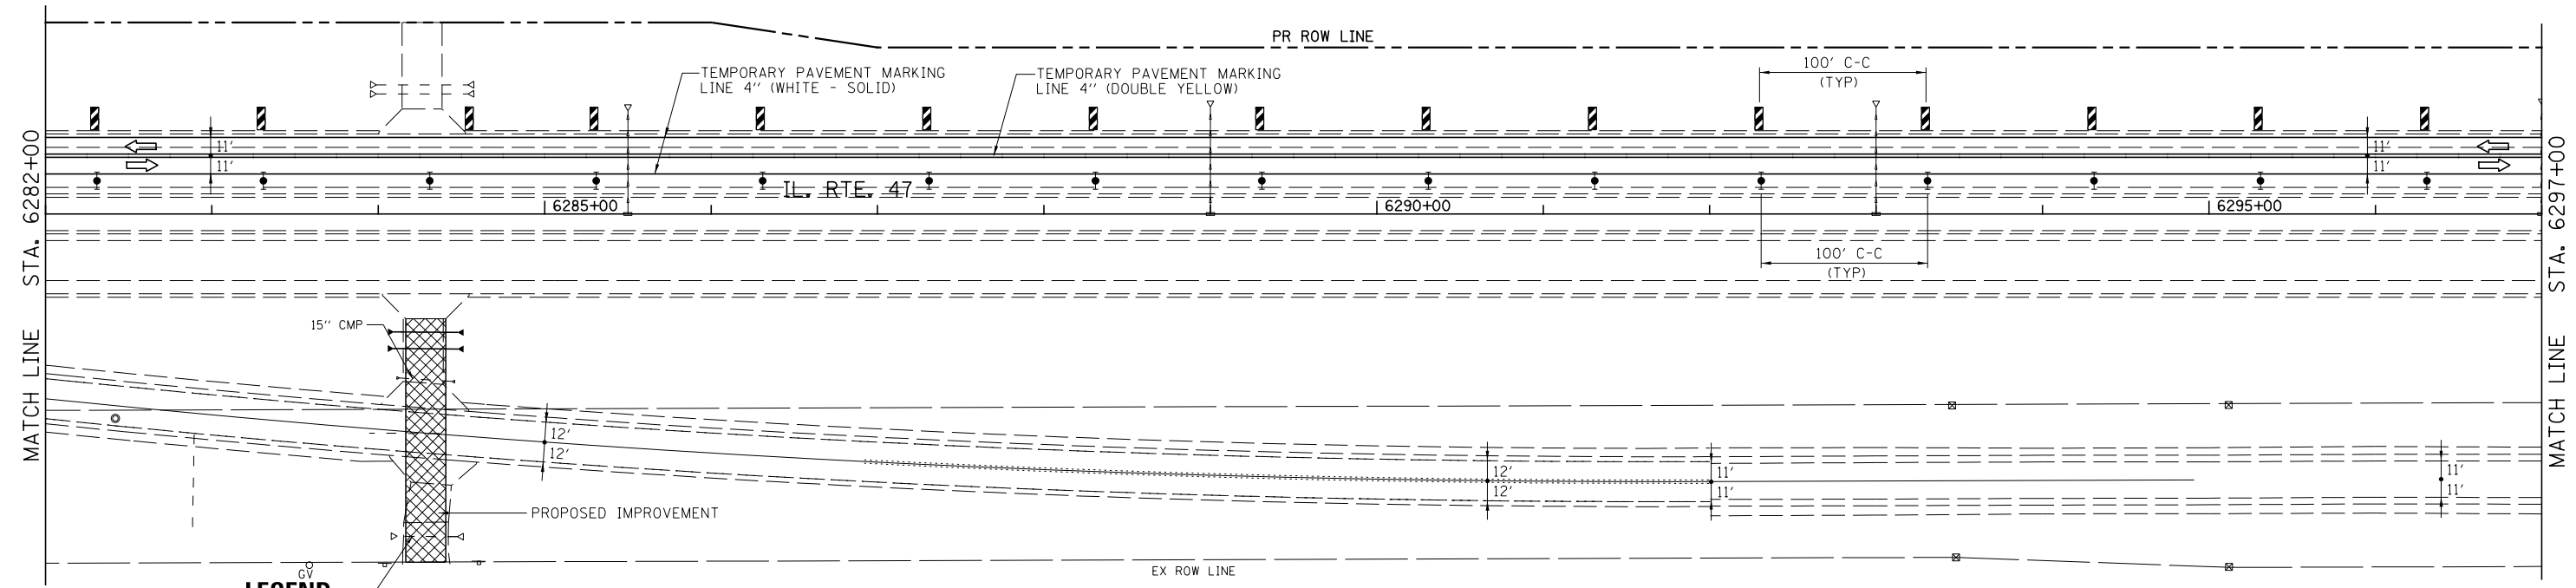 PR ROW LINE
TEMPORARY PAVEMENT MARKING
LINE 4'' (WHITE - SOLID)
TEMPORARY PAVEMENT MARKING
LINE 4'' (DOUBLE YELLOW)
100' C-C
(TYP)
11'
11'
11'
11'
IL. RTE. 47
6285+00
6290+00
6295+00
100' C-C
(TYP)
MATCH LINE STA. 6282+00
MATCH LINE STA. 6297+00
15'' CMP
12'
12'
12'
12'
11'
11'
11'
11'
PROPOSED IMPROVEMENT
GV
EX ROW LINE
LEGEND